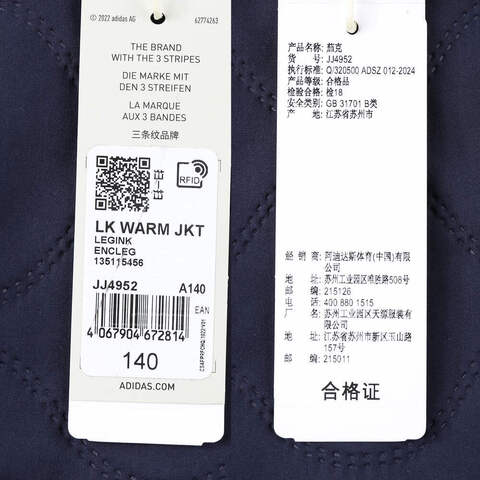 © 2022 adidas AG 62774263
THE BRAND
WITH THE 3 STRIPES
DIE MARKE MIT
DEN 3 STREIFEN
LA MARQUE
AUX 3 BANDES
三条纹品牌
RFID
LK WARM JKT
LEGINK
ENCLEG
135115456
JJ4952 A140
EAN
4 067904 672814
140
ADIDAS.COM
产品名称: 茄克
货号: JJ4952
执行标准: Q/320500 ADSZ 012-2024
产品等级: 合格品
检验合格: 检18
安全类别: GB 31701 B类
产地: 江苏省苏州市
经销商: 阿迪达斯体育(中国)有限
公司
地址: 苏州工业园区唯胜路508号
邮编: 215126
电话: 400 880 1515
厂名: 苏州工业园区天源服装有
限公司
地址: 江苏省苏州市新区玉山路
157号
邮编: 215011
合格证